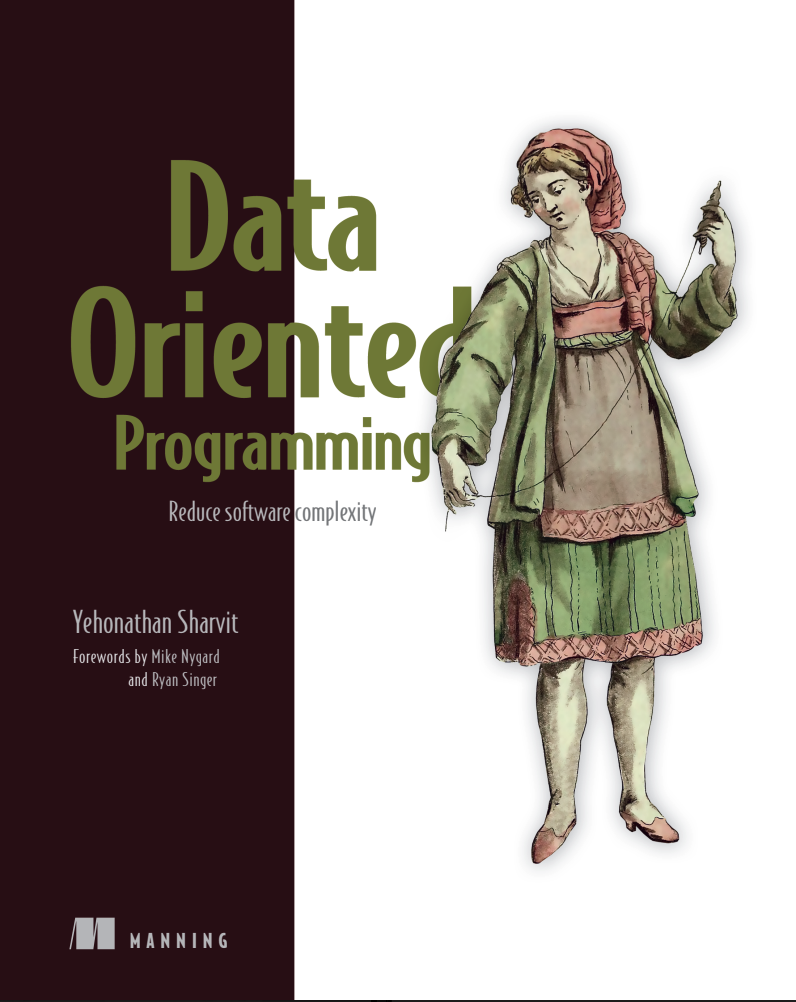 Data
Oriented
Programming
Reduce software complexity
Yehonathan Sharvit
Forewords by Mike Nygard
and Ryan Singer
MANNING